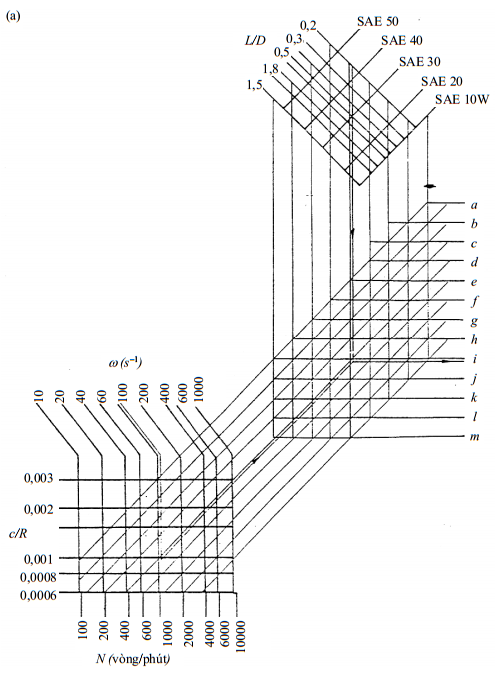 (a)
L/D
0,2
0,3
0,5
1,8
1,5
SAE 50
SAE 40
SAE 30
SAE 20
SAE 10W
a
b
c
d
e
f
g
h
i
j
k
l
m
ω (s⁻¹)
10 20 40 60 100 200 400 600 1000
c/R
0,003
0,002
0,001
0,0008
0,0006
100 200 400 600 1000 2000 4000 6000 10000
N (vòng/phút)